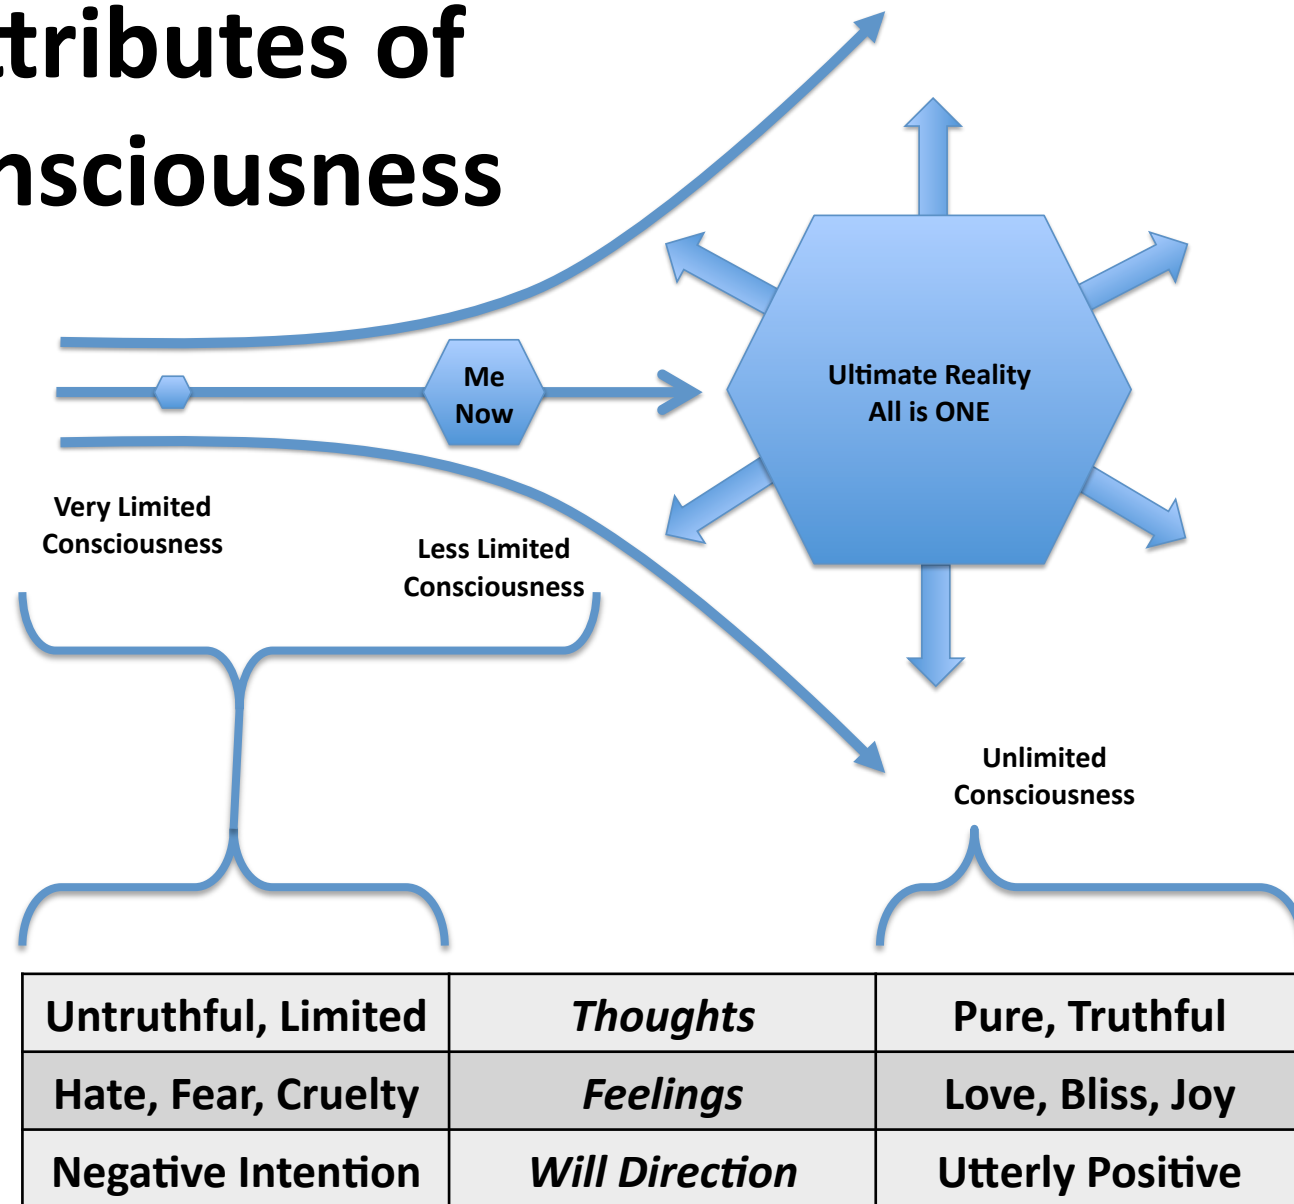 ttributes of
nsciousness
Me
Now
Ultimate Reality
All is ONE
Very Limited
Consciousness
Less Limited
Consciousness
Unlimited
Consciousness
Untruthful, Limited Thoughts Pure, Truthful
Hate, Fear, Cruelty Feelings Love, Bliss, Joy
Negative Intention Will Direction Utterly Positive